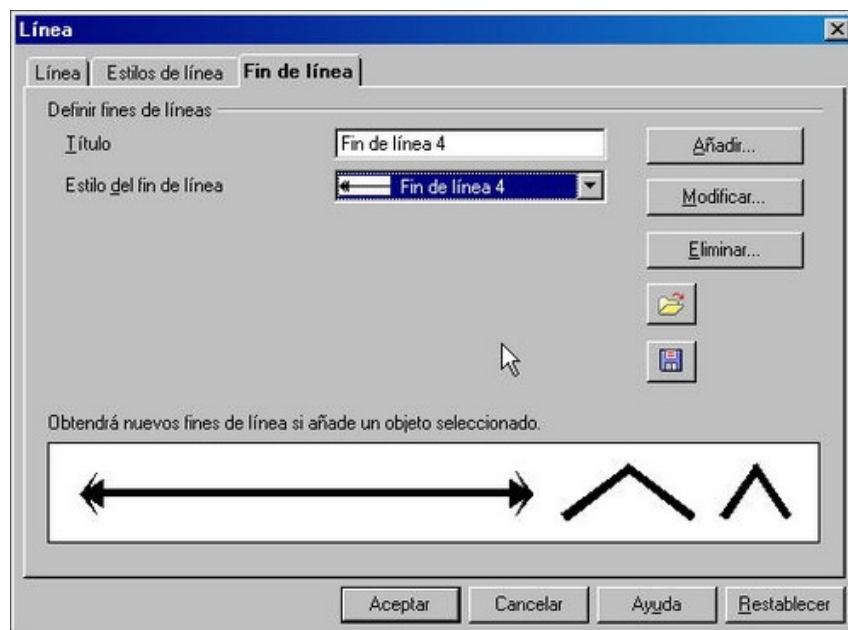 Línea
Línea Estilos de línea Fin de línea
Definir fines de líneas
Título Fin de línea 4 Añadir...
Estilo del fin de línea Fin de línea 4 Modificar...
Eliminar...
Obtendrá nuevos fines de línea si añade un objeto seleccionado.
Aceptar Cancelar Ayuda Restablecer